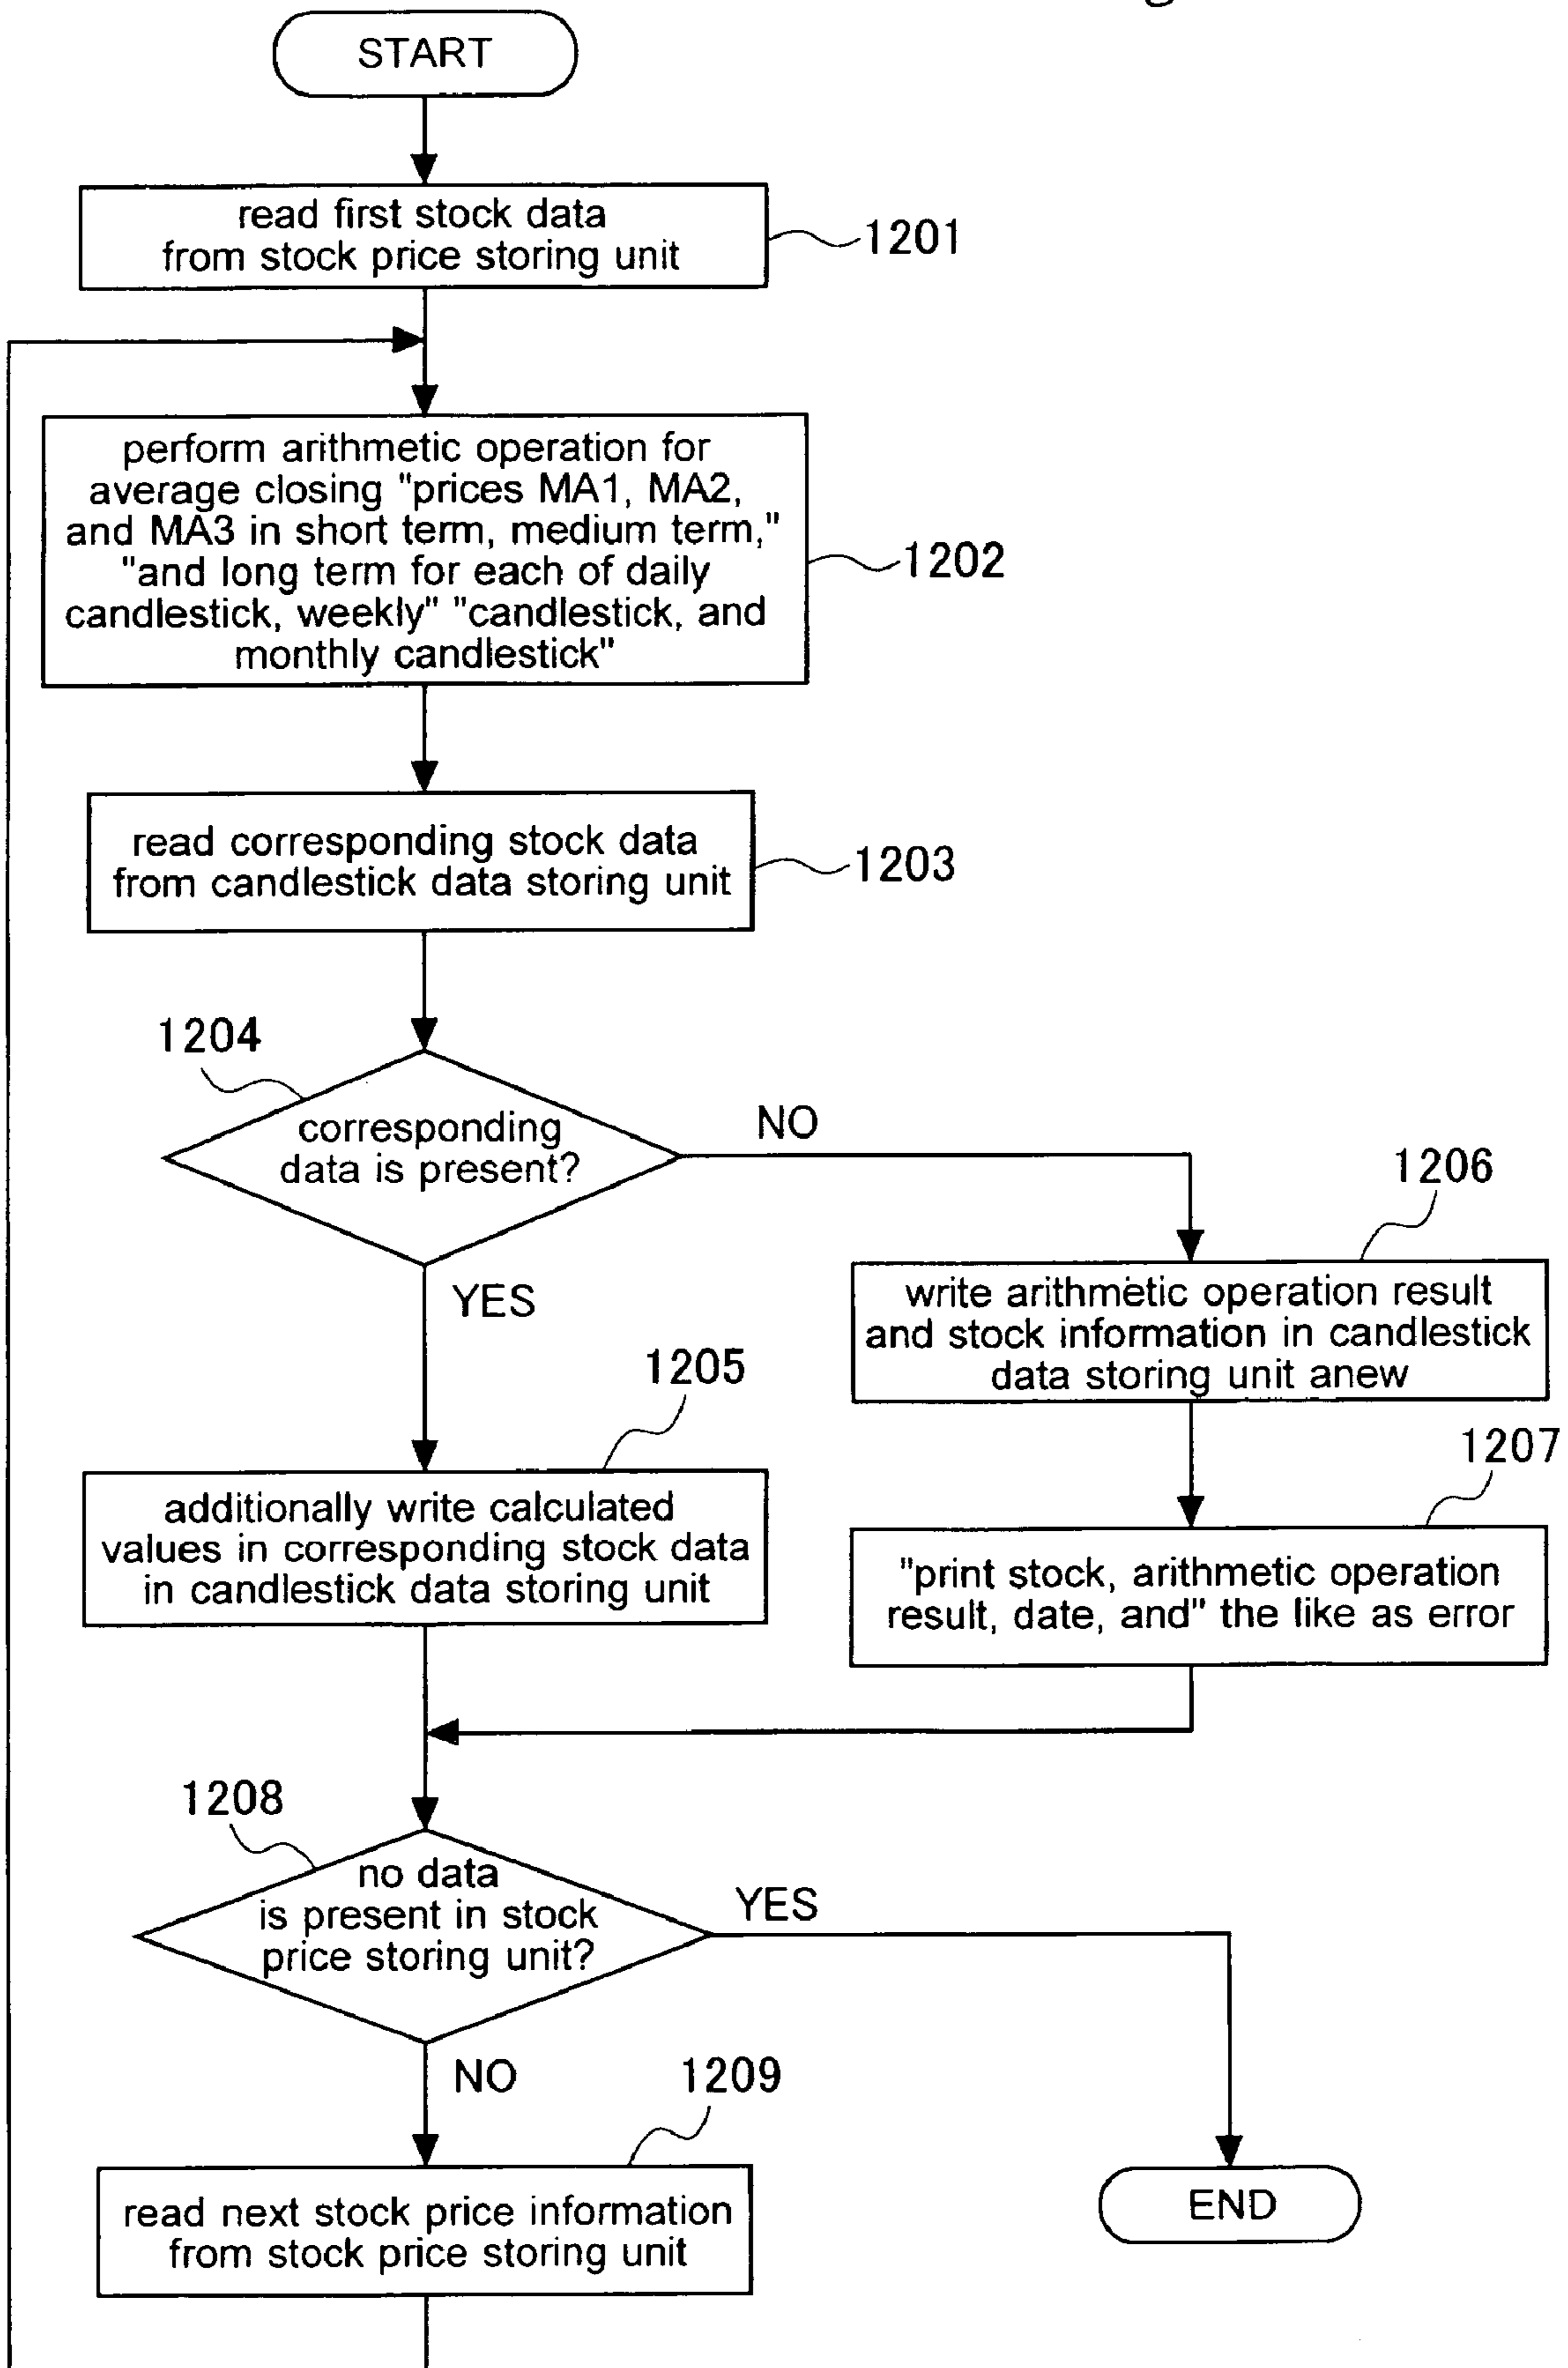 START
read first stock data
from stock price storing unit
1201
perform arithmetic operation for
average closing "prices MA1, MA2,
and MA3 in short term, medium term,"
"and long term for each of daily
candlestick, weekly" "candlestick, and
monthly candlestick"
1202
read corresponding stock data
from candlestick data storing unit
1203
1204
corresponding
data is present?
NO
YES
1206
write arithmetic operation result
and stock information in candlestick
data storing unit anew
1205
additionally write calculated
values in corresponding stock data
in candlestick data storing unit
1207
"print stock, arithmetic operation
result, date, and" the like as error
1208
no data
is present in stock
price storing unit?
YES
NO
1209
read next stock price information
from stock price storing unit
END